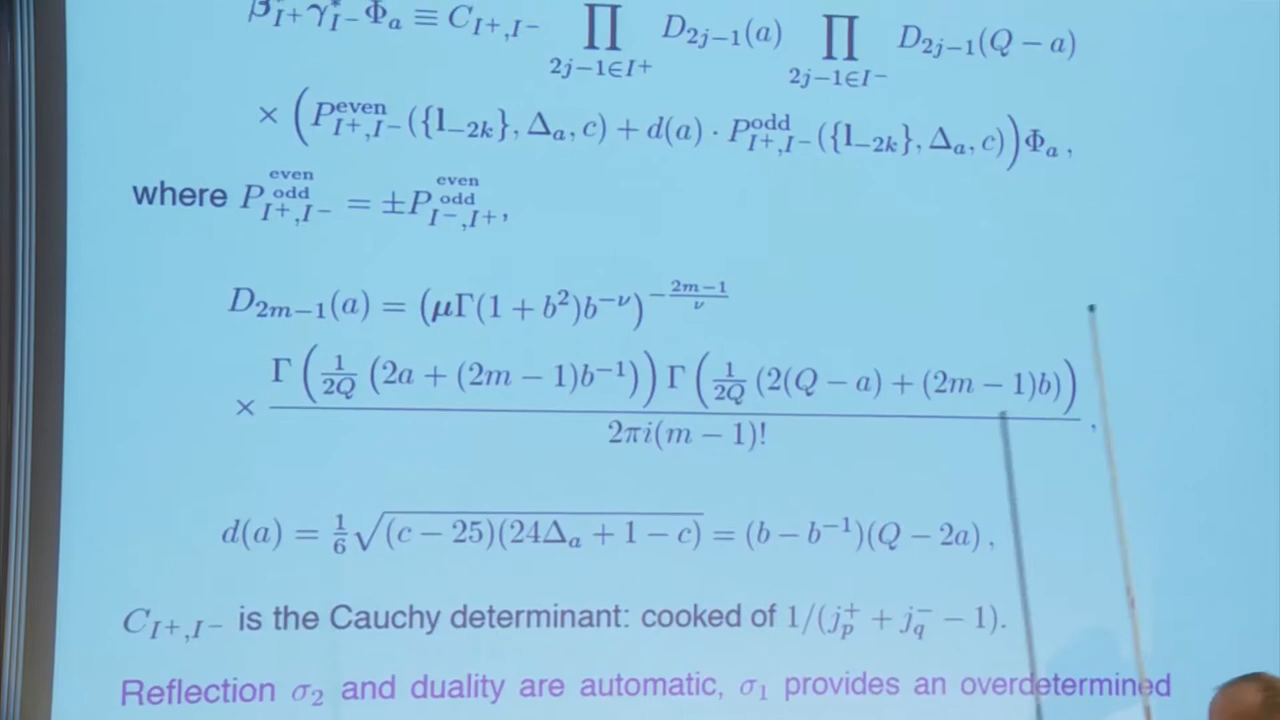 β*_{I+}γ*_{I−}Φ_a ≡ C_{I+,I−} ∏_{2j−1∈I+} D_{2j−1}(a) ∏_{2j−1∈I−} D_{2j−1}(Q − a)
× (P^{even}_{I+,I−}({l_{−2k}}, Δ_a, c) + d(a) · P^{odd}_{I+,I−}({l_{−2k}}, Δ_a, c))Φ_a ,
where P^{even odd}_{I+,I−} = ±P^{even odd}_{I−,I+},
D_{2m−1}(a) = (μΓ(1 + b²)b^{−ν})^{−\frac{2m−1}{ν}}
× \frac{Γ(\frac{1}{2Q}(2a + (2m − 1)b^{−1}))Γ(\frac{1}{2Q}(2(Q − a) + (2m − 1)b))}{2πi(m − 1)!} ,
d(a) = \frac{1}{6}\sqrt{(c − 25)(24Δ_a + 1 − c)} = (b − b^{−1})(Q − 2a) ,
C_{I+,I−} is the Cauchy determinant: cooked of 1/(j_p^+ + j_q^− − 1).
Reflection σ_2 and duality are automatic, σ_1 provides an overdetermined